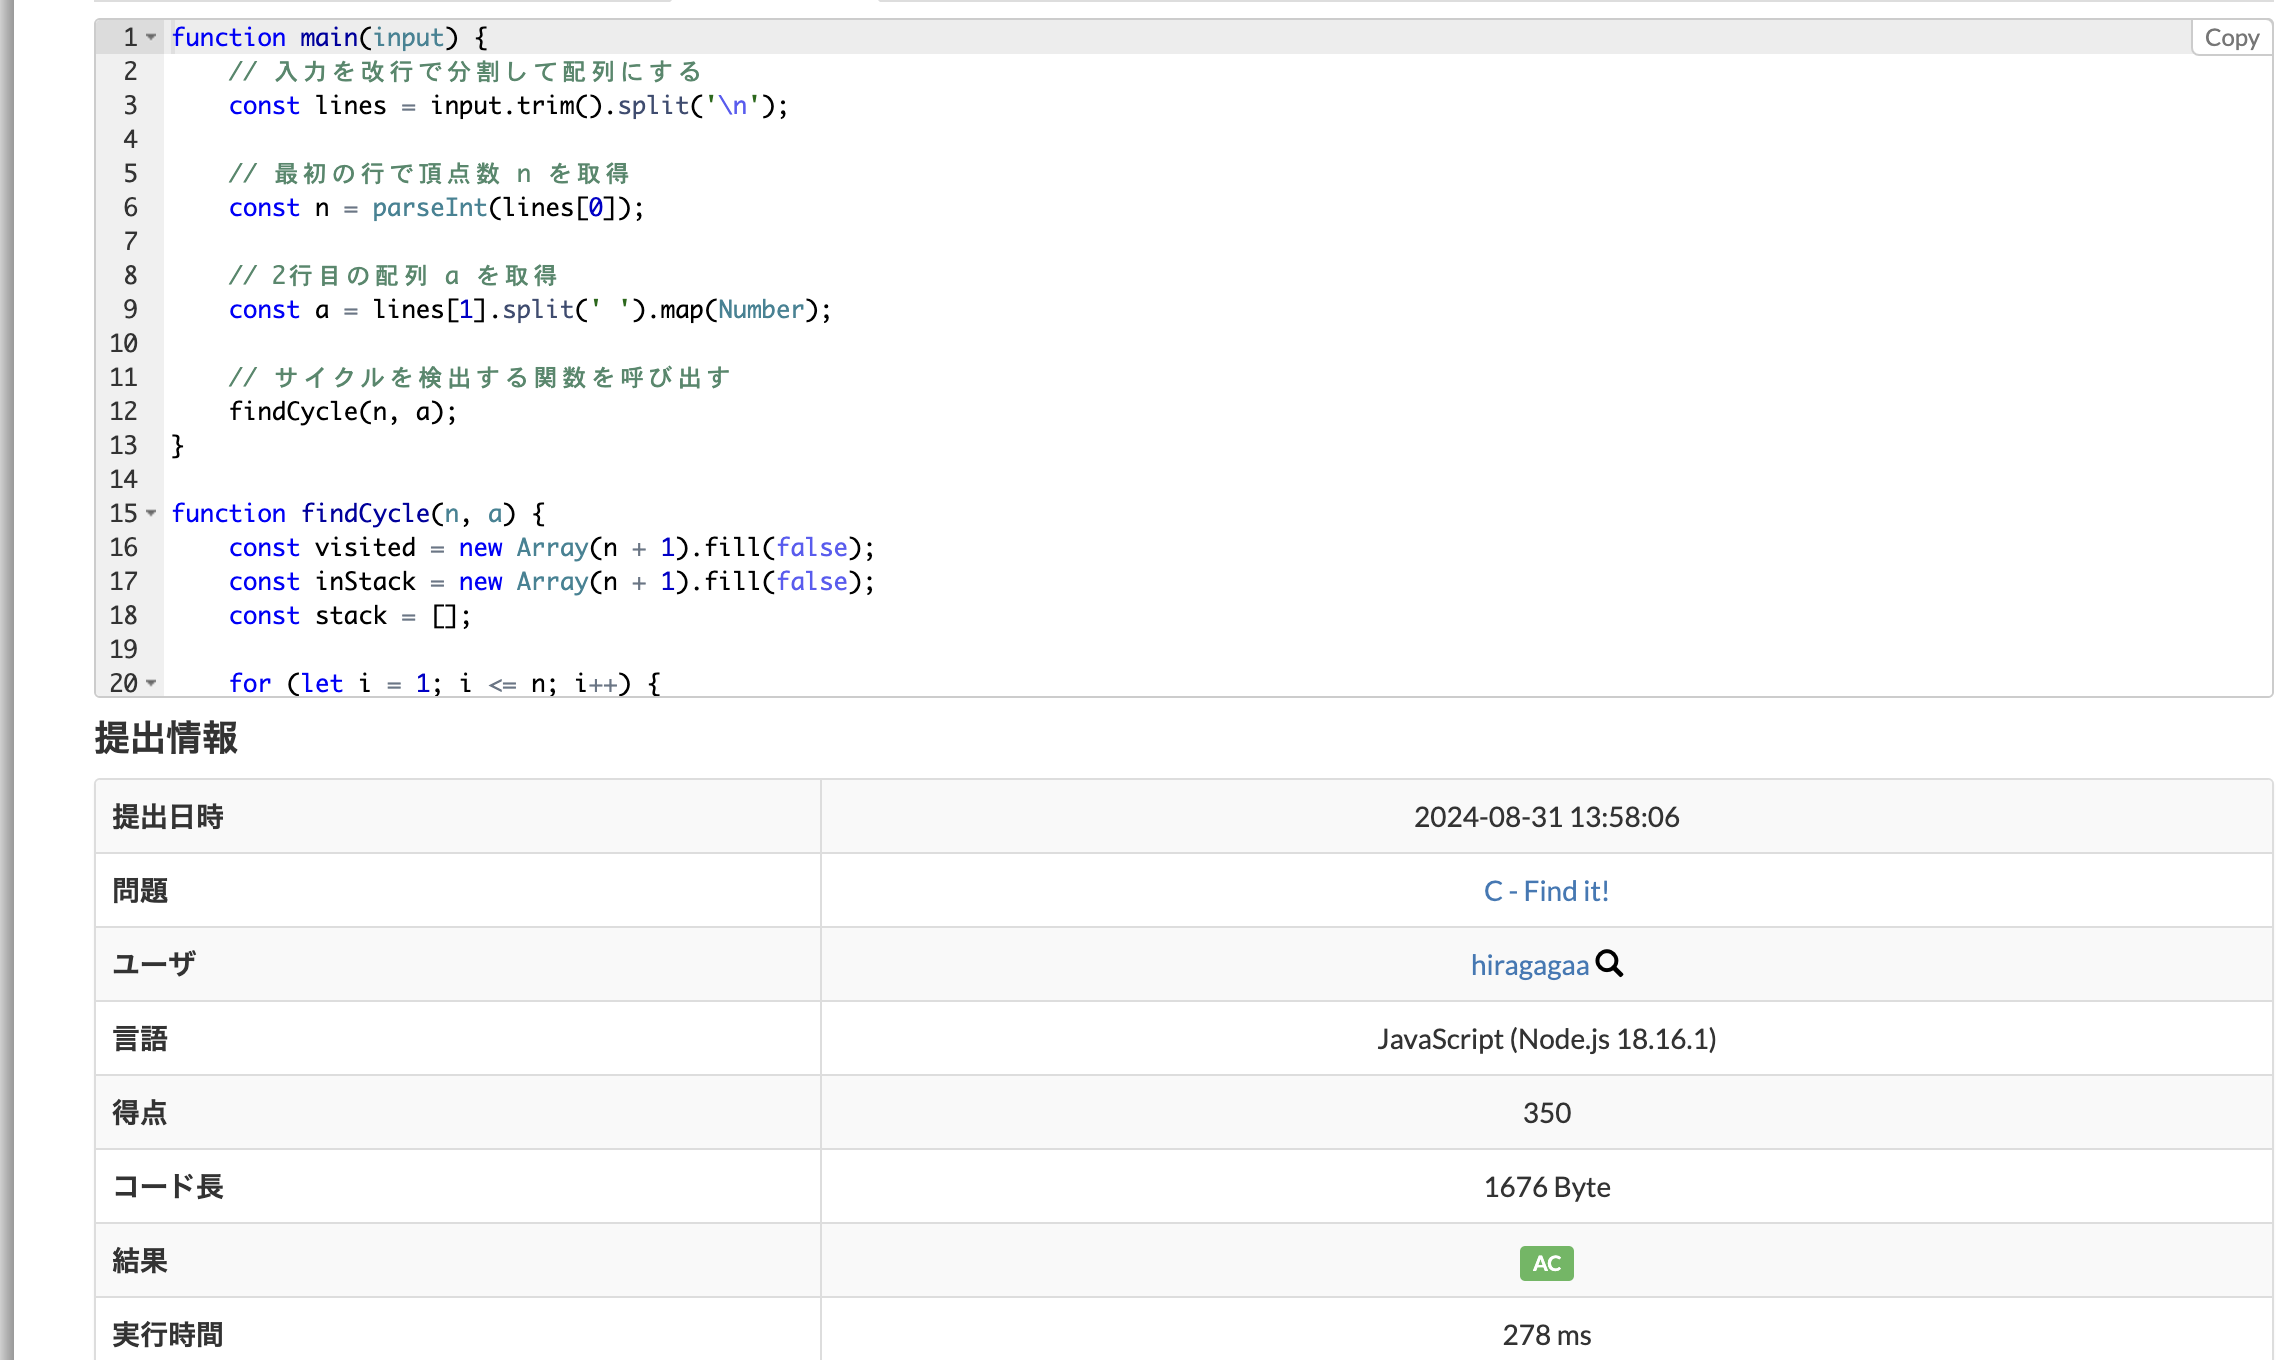 Copy
1 function main(input) {
2 // 入力を改行で分割して配列にする
3 const lines = input.trim().split('\n');
4
5 // 最初の行で頂点数 n を取得
6 const n = parseInt(lines[0]);
7
8 // 2行目の配列 a を取得
9 const a = lines[1].split(' ').map(Number);
10
11 // サイクルを検出する関数を呼び出す
12 findCycle(n, a);
13 }
14
15 function findCycle(n, a) {
16 const visited = new Array(n + 1).fill(false);
17 const inStack = new Array(n + 1).fill(false);
18 const stack = [];
19
20 for (let i = 1; i <= n; i++) {
提出情報
提出日時 2024-08-31 13:58:06
問題 C - Find it!
ユーザ hiragagaa
言語 JavaScript (Node.js 18.16.1)
得点 350
コード長 1676 Byte
結果 AC
実行時間 278 ms